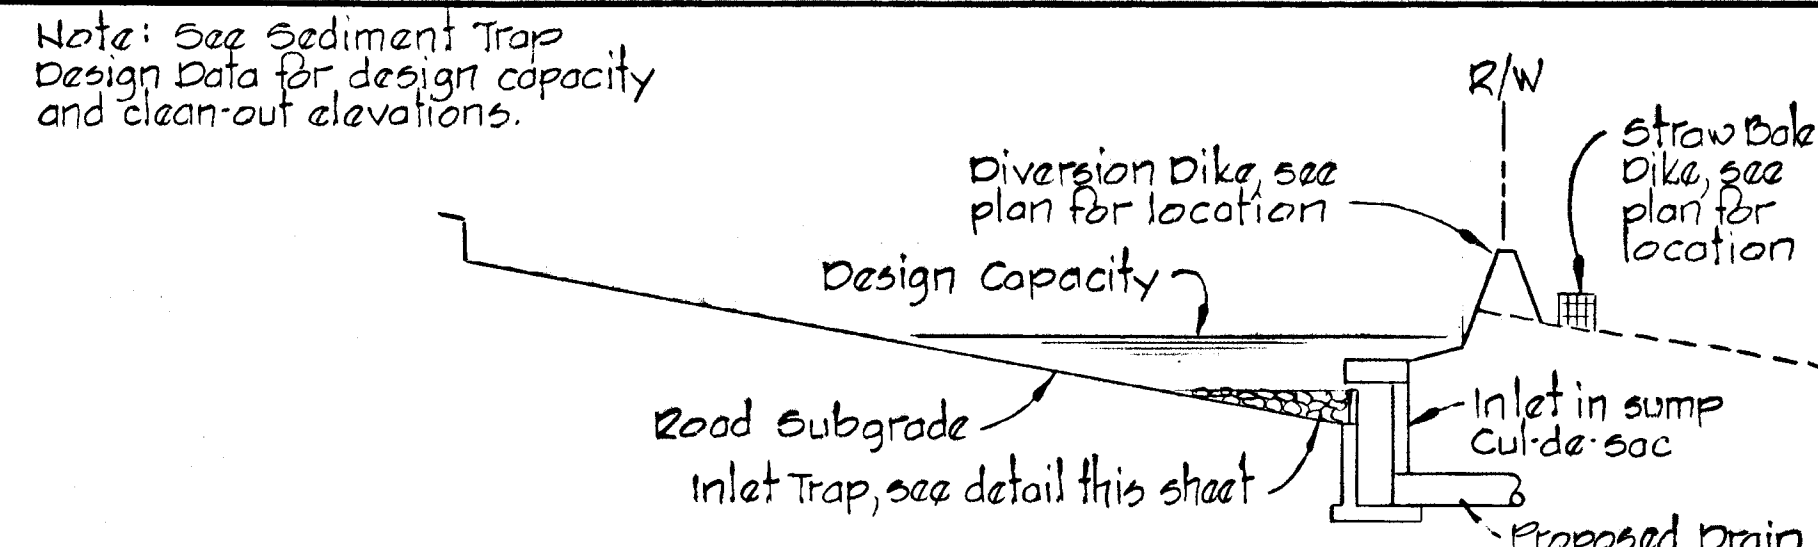 Note: See Sediment Trap
Design Data for design capacity
and clean-out elevations.
R/W
Straw Bale
Dike, see
plan for
location
Diversion Dike, see
plan for location
Design Capacity
Road Subgrade
Inlet in sump
Cul-de-sac
Inlet Trap, see detail this sheet
Proposed Drain